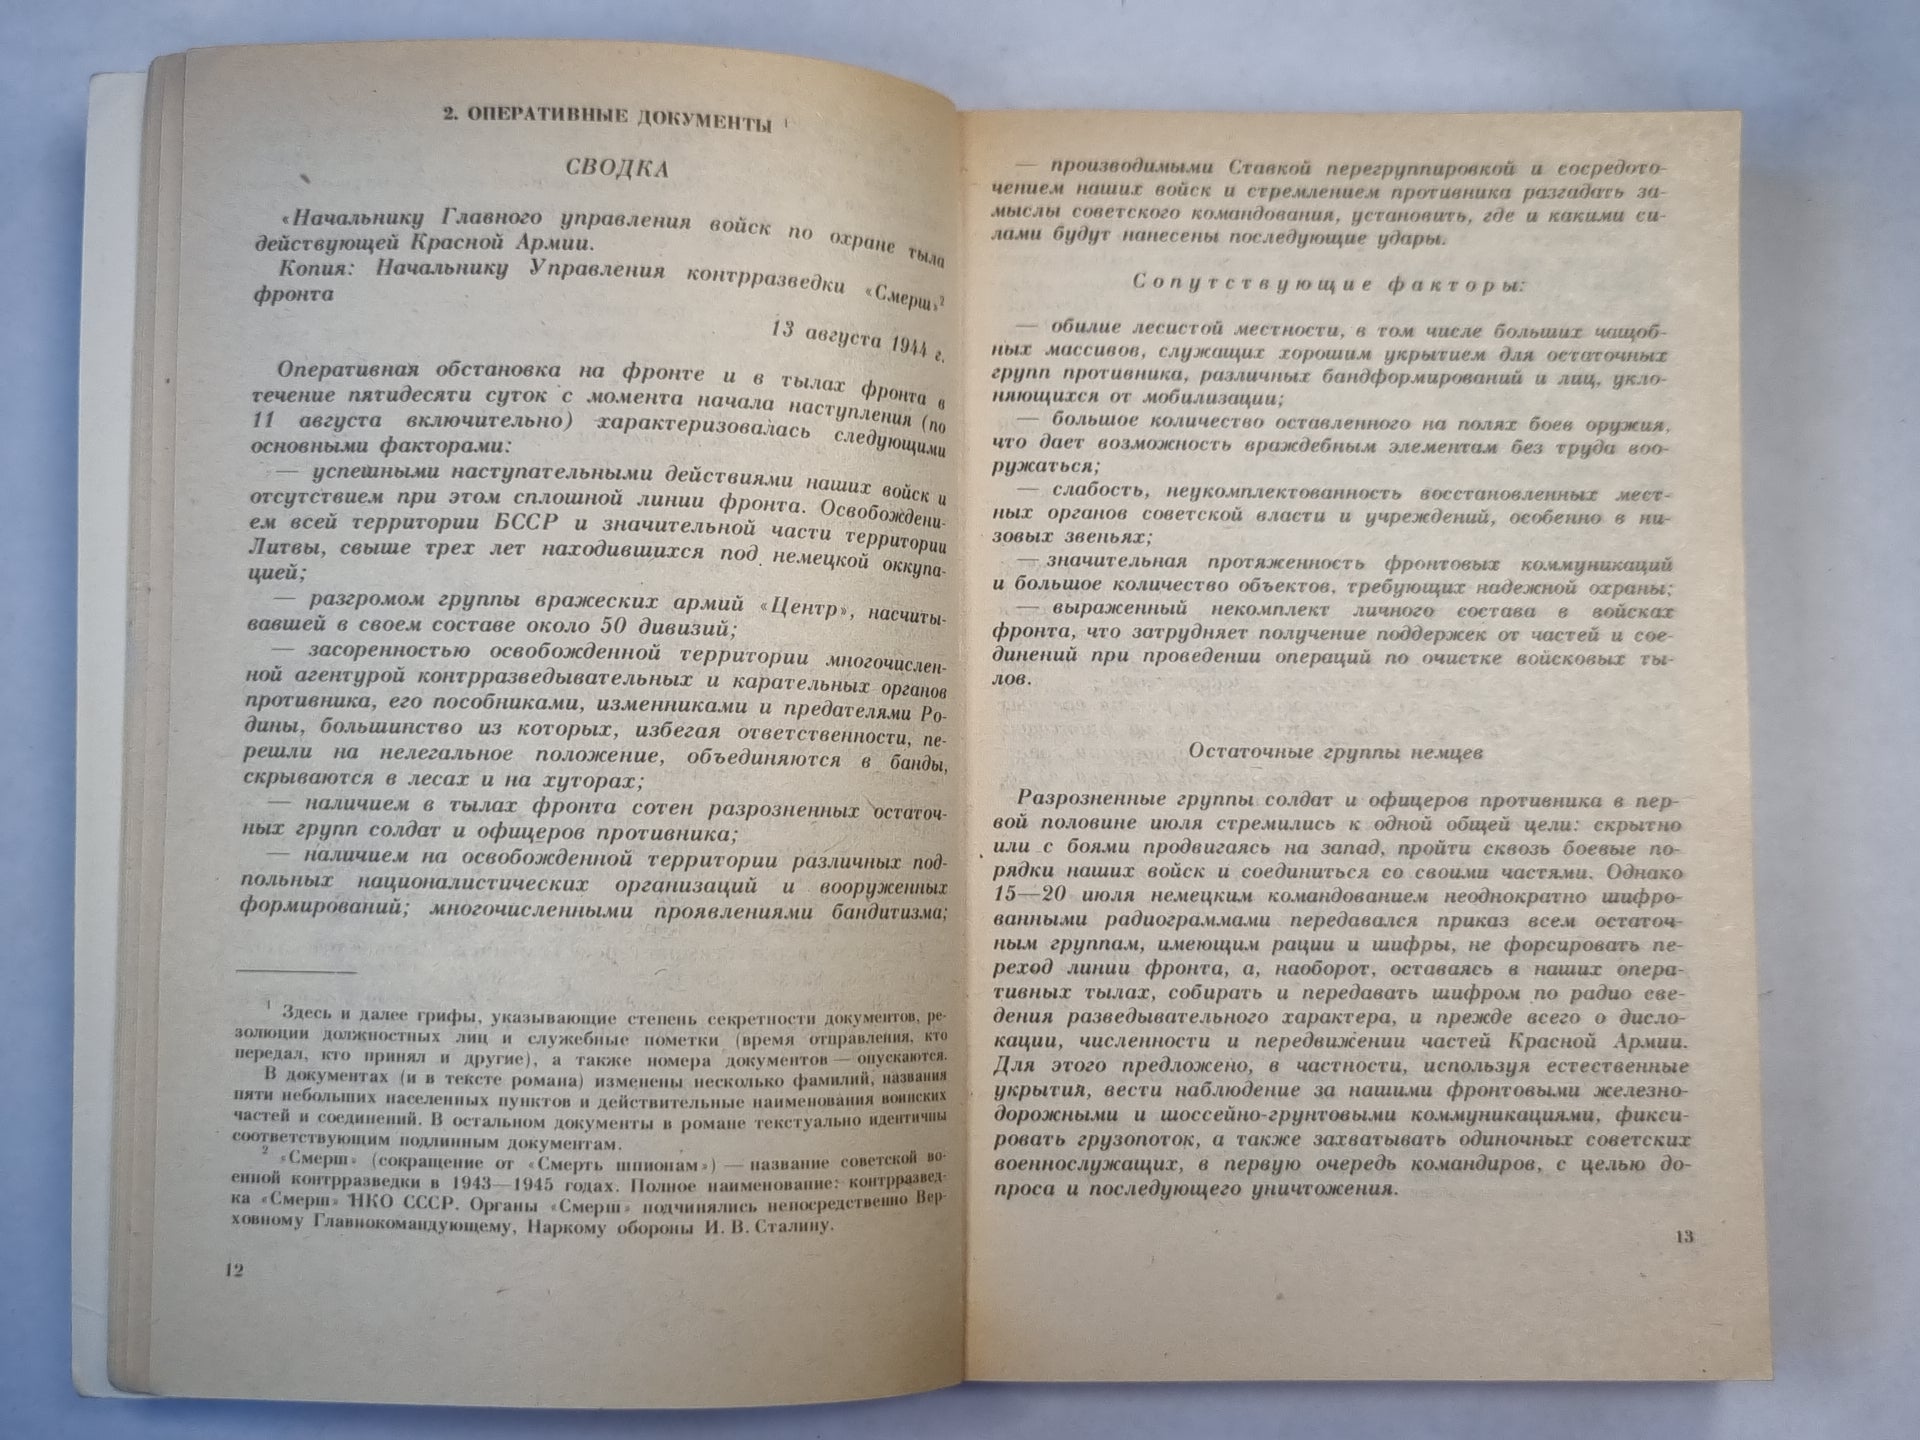 2. ОПЕРАТИВНЫЕ ДОКУМЕНТЫ ¹
СВОДКА
«Начальнику Главного управления войск по охране тыла
действующей Красной Армии.
Копия: Начальнику Управления контрразведки «Смерш»²
фронта
13 августа 1944 г.
Оперативная обстановка на фронте и в тылах фронта в
течение пятидесяти суток с момента начала наступления (по
11 августа включительно) характеризовалась следующими
основными факторами:
— успешными наступательными действиями наших войск и
отсутствием при этом сплошной линии фронта. Освобождени-
ем всей территории БССР и значительной части территории
Литвы, свыше трех лет находившихся под немецкой оккупа-
цией;
— разгромом группы вражеских армий «Центр», насчиты-
вавшей в своем составе около 50 дивизий;
— засоренностью освобожденной территории многочислен-
ной агентурой контрразведывательных и карательных органов
противника, его пособниками, изменниками и предателями Ро-
дины, большинство из которых, избегая ответственности, пе-
решли на нелегальное положение, объединяются в банды,
скрываются в лесах и на хуторах;
— наличием в тылах фронта сотен разрозненных остаточ-
ных групп солдат и офицеров противника;
— наличием на освобожденной территории различных под-
польных националистических организаций и вооруженных
формирований; многочисленными проявлениями бандитизма;
¹ Здесь и далее грифы, указывающие степень секретности документов, ре-
золюции должностных лиц и служебные пометки (время отправления, кто
передал, кто принял и другие), а также номера документов — опускаются.
В документах (и в тексте романа) изменены несколько фамилий, названия
пяти небольших населенных пунктов и действительные наименования воинских
частей и соединений. В остальном документы в романе текстуально идентичны
соответствующим подлинным документам.
² «Смерш» (сокращение от «Смерть шпионам») — название советской во-
енной контрразведки в 1943—1945 годах. Полное наименование: контрразвед-
ка «Смерш» НКО СССР. Органы «Смерш» подчинялись непосредственно Вер-
ховному Главнокомандующему, Наркому обороны И. В. Сталину.
12
— производимыми Ставкой перегруппировкой и сосредото-
чением наших войск и стремлением противника разгадать за-
мыслы советского командования, установить, где и какими си-
лами будут нанесены последующие удары.
Сопутствующие факторы:
— обилие лесистой местности, в том числе больших чащоб-
ных массивов, служащих хорошим укрытием для остаточных
групп противника, различных бандформирований и лиц, укло-
няющихся от мобилизации;
— большое количество оставленного на полях боев оружия,
что дает возможность враждебным элементам без труда воо-
ружаться;
— слабость, неукомплектованность восстановленных мест-
ных органов советской власти и учреждений, особенно в ни-
зовых звеньях;
— значительная протяженность фронтовых коммуникаций
и большое количество объектов, требующих надежной охраны;
— выраженный некомплект личного состава в войсках
фронта, что затрудняет получение поддержек от частей и сое-
динений при проведении операций по очистке войсковых ты-
лов.
Остаточные группы немцев
Разрозненные группы солдат и офицеров противника в пер-
вой половине июля стремились к одной общей цели: скрытно
или с боями продвигаясь на запад, пройти сквозь боевые по-
рядки наших войск и соединиться со своими частями. Однако
15—20 июля немецким командованием неоднократно шифро-
ванными радиограммами передавался приказ всем остаточ-
ным группам, имеющим рации и шифры, не форсировать пе-
реход линии фронта, а, наоборот, оставаясь в наших опера-
тивных тылах, собирать и передавать шифром по радио све-
дения разведывательного характера, и прежде всего о дисло-
кации, численности и передвижении частей Красной Армии.
Для этого предложено, в частности, используя естественные
укрытия, вести наблюдение за нашими фронтовыми железно-
дорожными и шоссейно-грунтовыми коммуникациями, фикси-
ровать грузопоток, а также захватывать одиночных советских
военнослужащих, в первую очередь командиров, с целью до-
проса и последующего уничтожения.
13